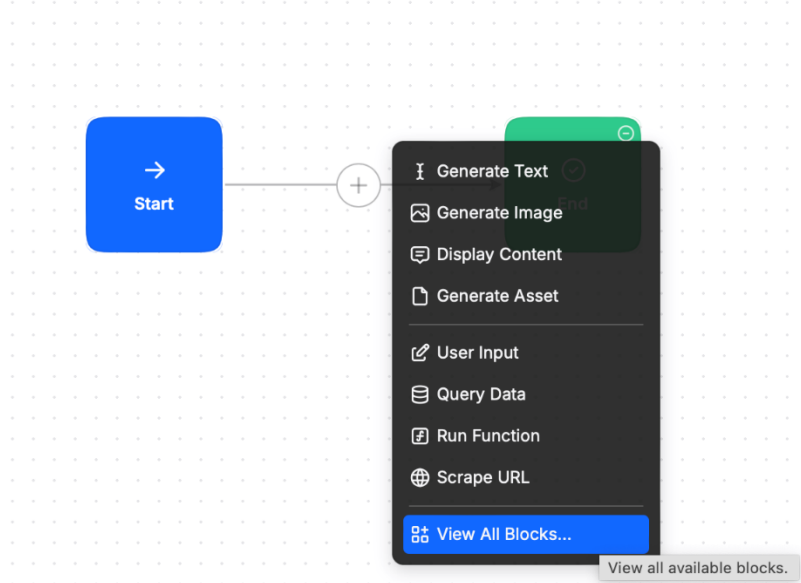 Start
End
Generate Text
Generate Image
Display Content
Generate Asset
User Input
Query Data
Run Function
Scrape URL
View All Blocks...
View all available blocks.